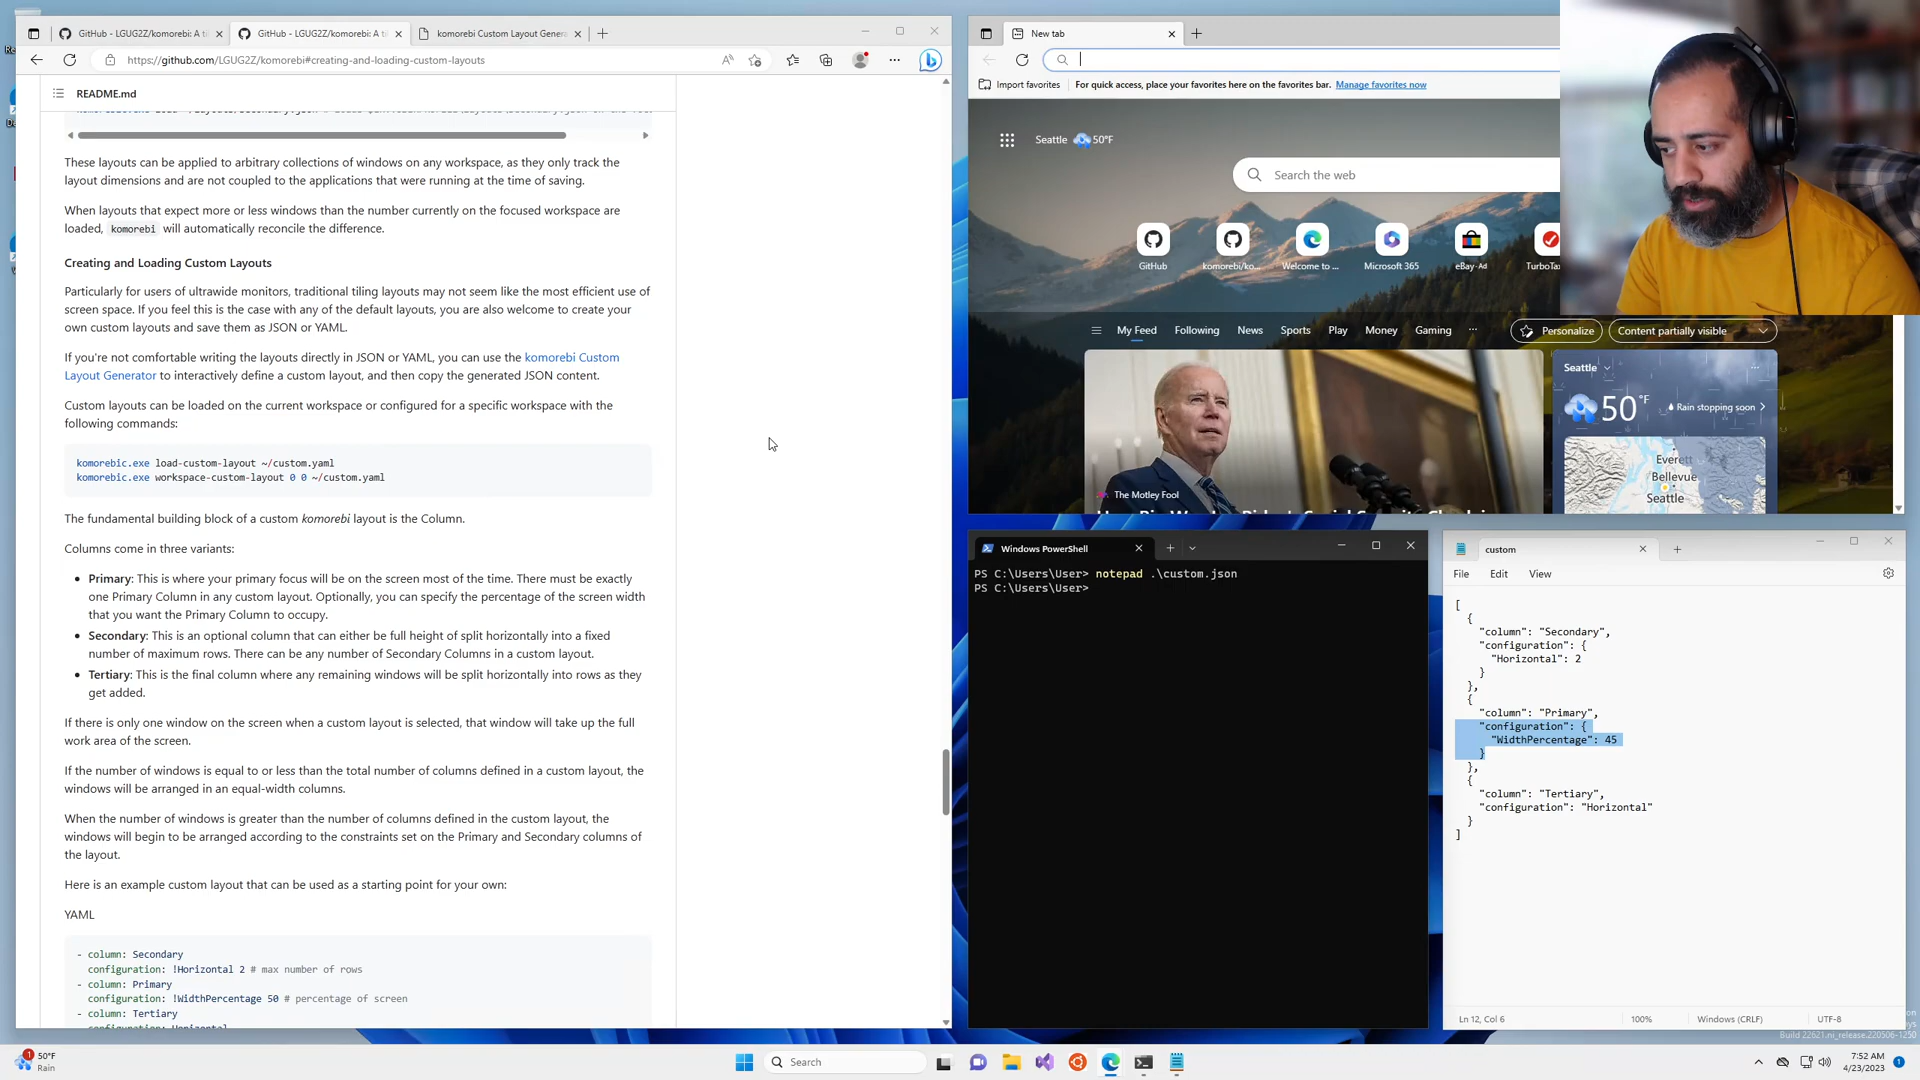 GitHub - LGUG2Z/komorebi: A ti
GitHub - LGUG2Z/komorebi: A ti
komorebi Custom Layout Genera
https://github.com/LGUG2Z/komorebi#creating-and-loading-custom-layouts
README.md
These layouts can be applied to arbitrary collections of windows on any workspace, as they only track the
layout dimensions and are not coupled to the applications that were running at the time of saving.
When layouts that expect more or less windows than the number currently on the focused workspace are
loaded, komorebi will automatically reconcile the difference.
Creating and Loading Custom Layouts
Particularly for users of ultrawide monitors, traditional tiling layouts may not seem like the most efficient use of
screen space. If you feel this is the case with any of the default layouts, you are also welcome to create your
own custom layouts and save them as JSON or YAML.
If you're not comfortable writing the layouts directly in JSON or YAML, you can use the komorebi Custom
Layout Generator to interactively define a custom layout, and then copy the generated JSON content.
Custom layouts can be loaded on the current workspace or configured for a specific workspace with the
following commands:
komorebic.exe load-custom-layout ~/custom.yaml
komorebic.exe workspace-custom-layout 0 0 ~/custom.yaml
The fundamental building block of a custom komorebi layout is the Column.
Columns come in three variants:
• Primary: This is where your primary focus will be on the screen most of the time. There must be exactly
one Primary Column in any custom layout. Optionally, you can specify the percentage of the screen width
that you want the Primary Column to occupy.
• Secondary: This is an optional column that can either be full height of split horizontally into a fixed
number of maximum rows. There can be any number of Secondary Columns in a custom layout.
• Tertiary: This is the final column where any remaining windows will be split horizontally into rows as they
get added.
If there is only one window on the screen when a custom layout is selected, that window will take up the full
work area of the screen.
If the number of windows is equal to or less than the total number of columns defined in a custom layout, the
windows will be arranged in an equal-width columns.
When the number of windows is greater than the number of columns defined in the custom layout, the
windows will begin to be arranged according to the constraints set on the Primary and Secondary columns of
the layout.
Here is an example custom layout that can be used as a starting point for your own:
YAML
- column: Secondary
configuration: !Horizontal 2 # max number of rows
- column: Primary
configuration: !WidthPercentage 50 # percentage of screen
- column: Tertiary
New tab
Import favorites For quick access, place your favorites here on the favorites bar. Manage favorites now
Seattle 50°F
Search the web
GitHub
komorebi/ko...
Welcome to ...
Microsoft 365
eBay·Ad
TurboTax
My Feed Following News Sports Play Money Gaming ... Personalize Content partially visible
The Motley Fool
Seattle
50 °F
Rain stopping soon
Everett
Bellevue
Seattle
Windows PowerShell
PS C:\Users\User> notepad .\custom.json
PS C:\Users\User>
custom
File Edit View
[
{
"column": "Secondary",
"configuration": {
"Horizontal": 2
}
},
{
"column": "Primary",
"configuration": {
"WidthPercentage": 45
}
},
{
"column": "Tertiary",
"configuration": "Horizontal"
}
]
Ln 12, Col 6 100% Windows (CRLF) UTF-8
Build 22621.ni_release.220506-1250
1
50°F
Rain
Search
7:52 AM
4/23/2023
1